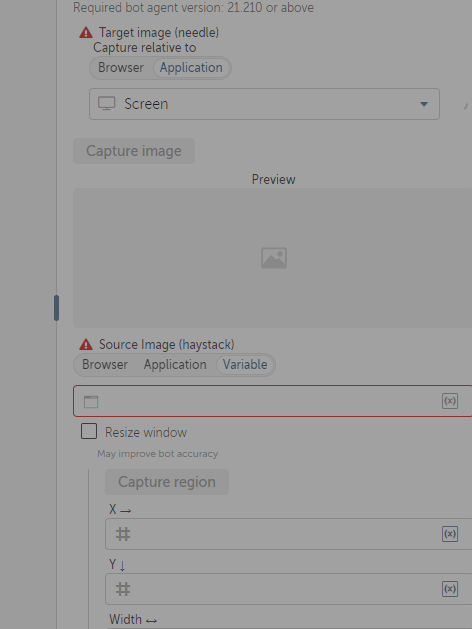 Required bot agent version: 21.210 or above
Target image (needle)
Capture relative to
Browser Application
Screen
Capture image
Preview
Source Image (haystack)
Browser Application Variable
(x)
Resize window
May improve bot accuracy
Capture region
X →
(x)
Y ↓
(x)
Width ↔